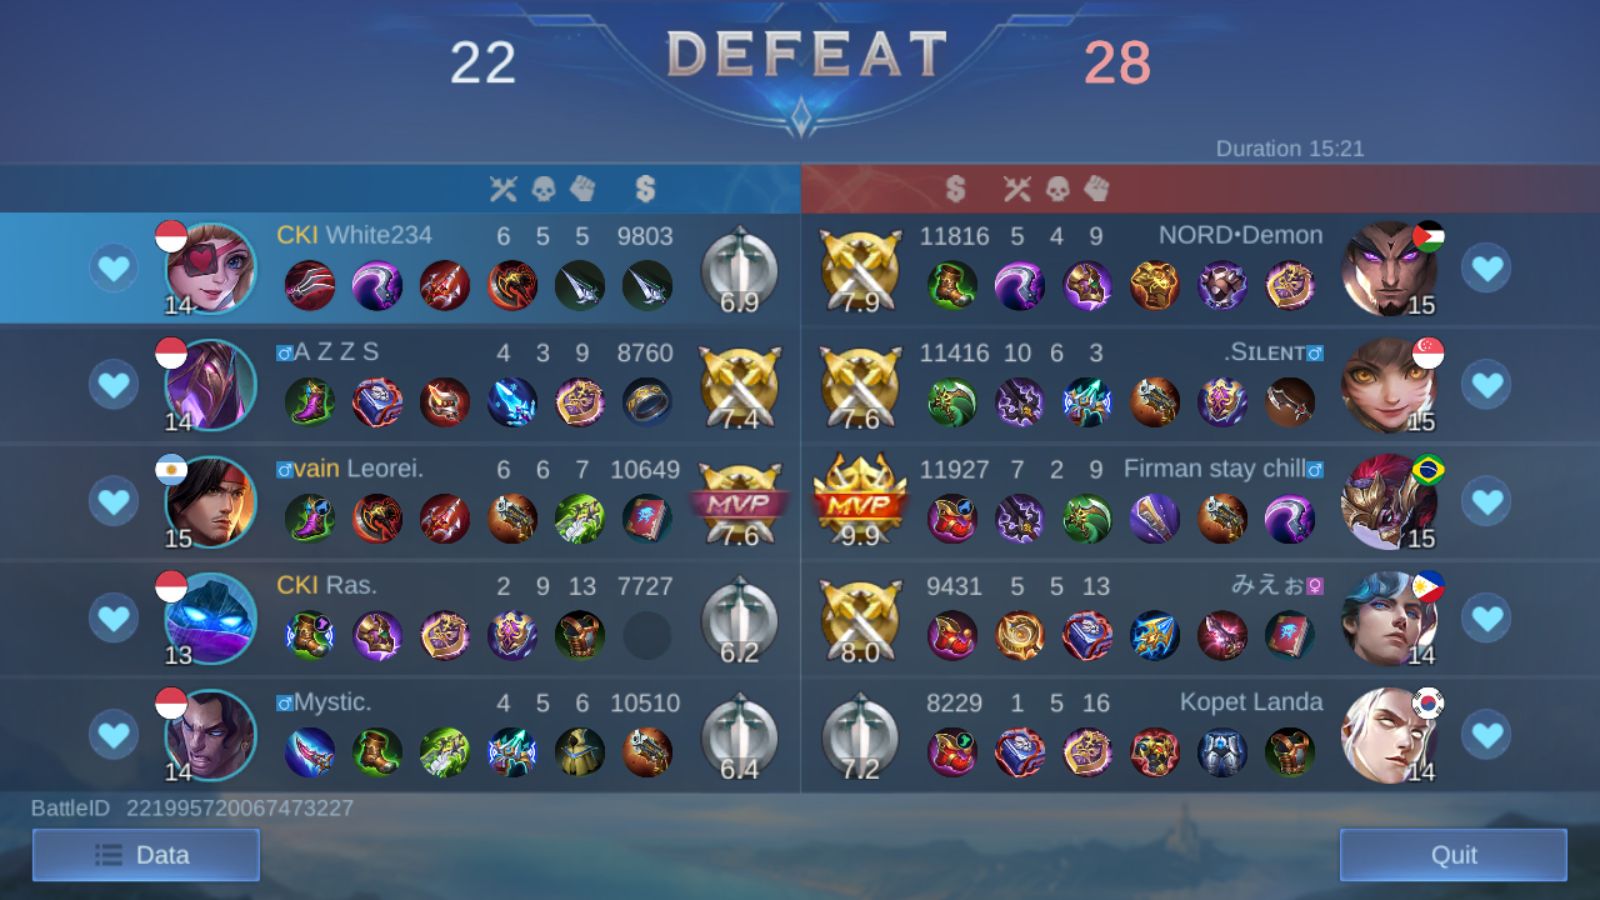 22 DEFEAT 28
Duration 15:21
CKI White234 6 5 5 9803
14 6.9
7.9 11816 5 4 9 NORD•Demon
15
♂A Z Z S 4 3 9 8760
14 7.4
7.6 11416 10 6 3 .SILENT♂
15
♂vain Leorei. 6 6 7 10649
15 MVP 7.6
MVP 9.9 11927 7 2 9 Firman stay chill♂
15
CKI Ras. 2 9 13 7727
13 6.2
8.0 9431 5 5 13 みえぉ♀
14
♂Mystic. 4 5 6 10510
14 6.4
7.2 8229 1 5 16 Kopet Landa
14
BattleID 221995720067473227
Data
Quit